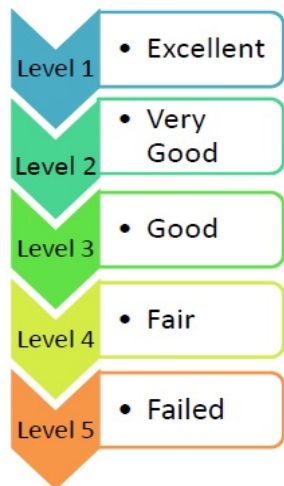 Level 1
• Excellent
Level 2
• Very
Good
Level 3
• Good
Level 4
• Fair
Level 5
• Failed